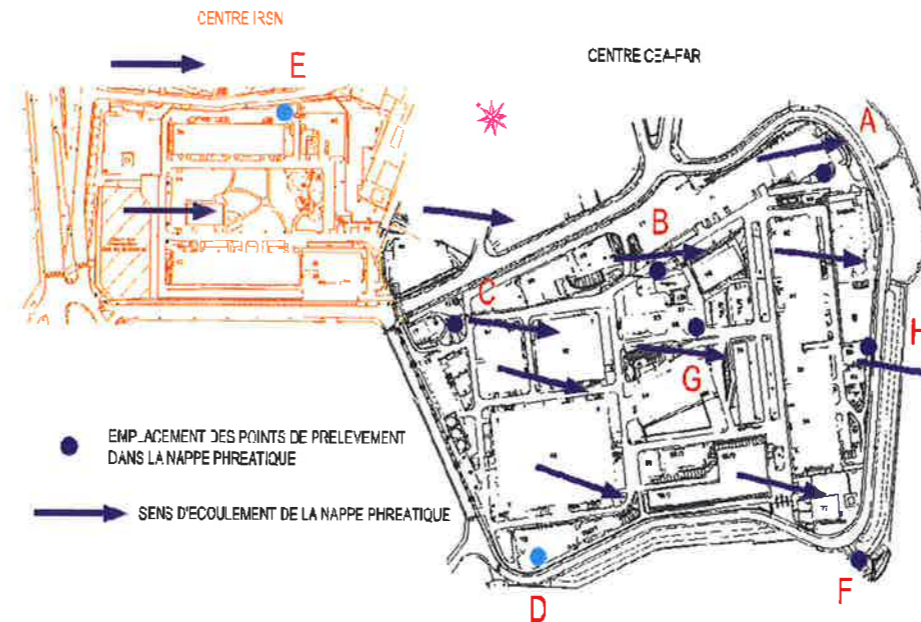 CENTRE IRSN
E
CENTRE CEA-FAR
A
B
C
H
G
EMPLACEMENT DES POINTS DE PRELEVEMENT
DANS LA NAPPE PHREATIQUE
SENS D'ECOULEMENT DE LA NAPPE PHREATIQUE
D
F